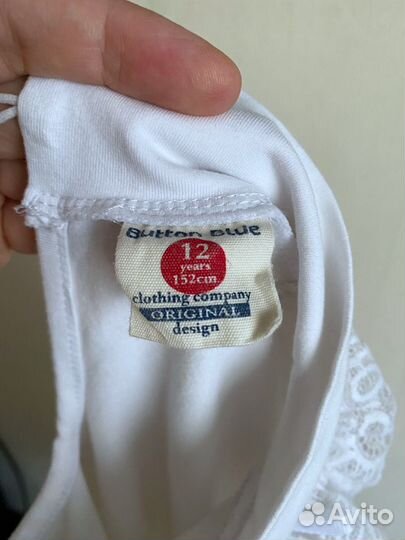 Button Blue
12
years
152cm
clothing company
ORIGINAL
design
Avito